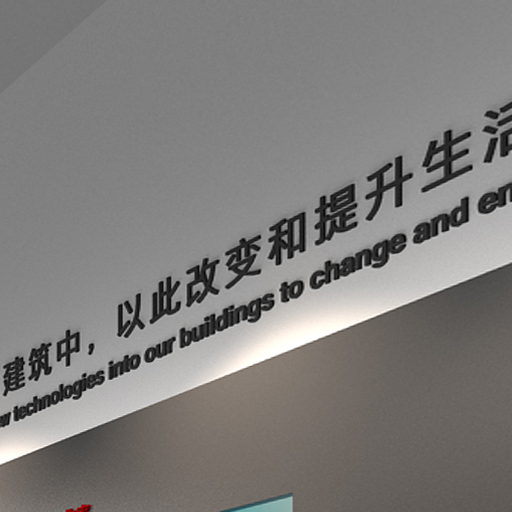 建筑中，以此改变和提升生活
technologies into our buildings to change and